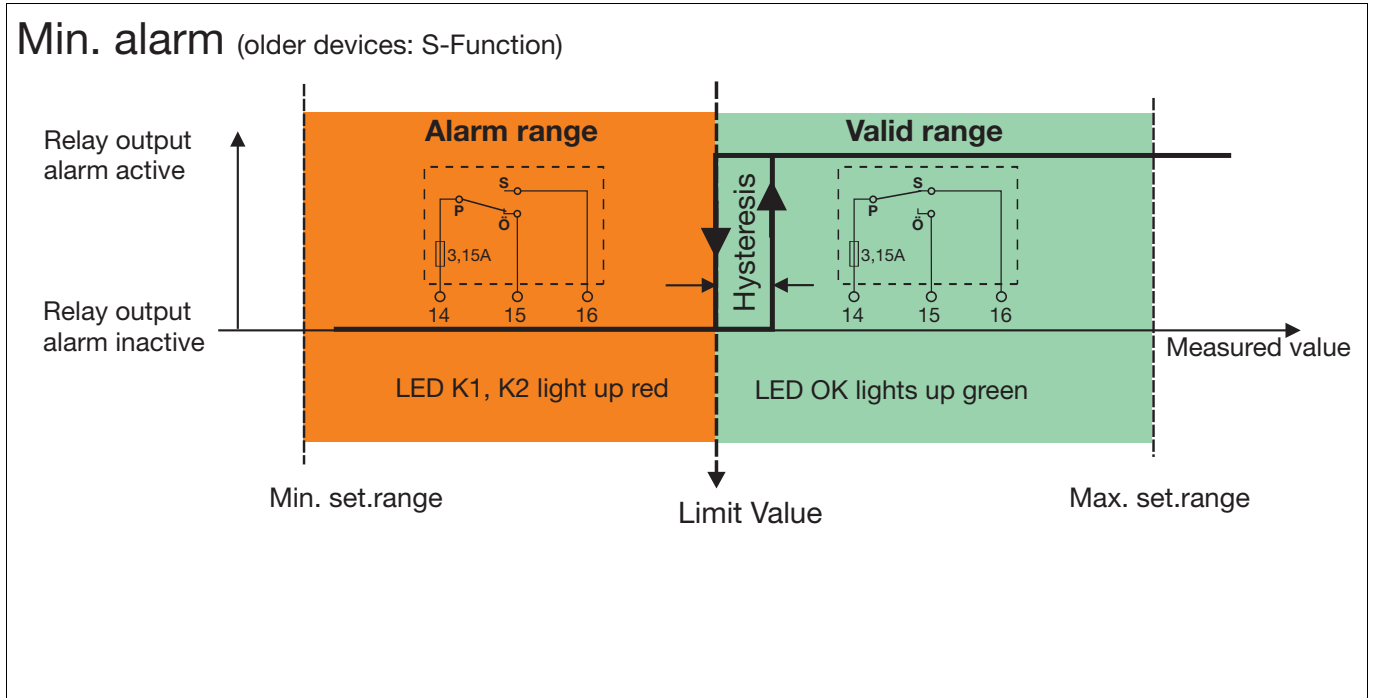 Min. alarm (older devices: S-Function)
Relay output
alarm active
Alarm range
S
P
Ö
3,15A
14 15 16
Hysteresis
Valid range
S
P
Ö
3,15A
14 15 16
Relay output
alarm inactive
Measured value
LED K1, K2 light up red
LED OK lights up green
Min. set.range
Limit Value
Max. set.range